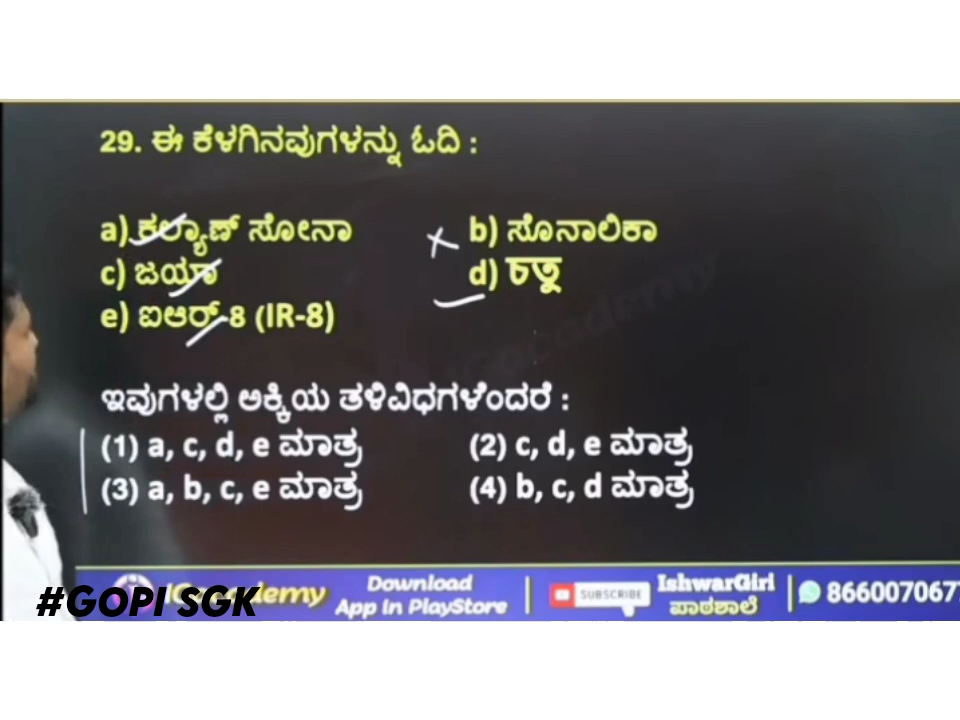 29. ಈ ಕೆಳಗಿನವುಗಳನ್ನು ಓದಿ :
a) ಕಲ್ಯಾಣ್ ಸೋನಾ b) ಸೊನಾಲಿಕಾ
c) ಜಯಾ d)
e) ಐಆರ್-8 (IR-8)
ಇವುಗಳಲ್ಲಿ ಅಕ್ಕಿಯ ತಳಿವಿಧಗಳೆಂದರೆ :
(1) a, c, d, e ಮಾತ್ರ (2) c, d, e ಮಾತ್ರ
(3) a, b, c, e ಮಾತ್ರ (4) b, c, d ಮಾತ್ರ
Download
App in PlayStore
SUBSCRIBE
IshwarGiri
ಪಾಠಶಾಲೆ
866007067
#GOPI SGK